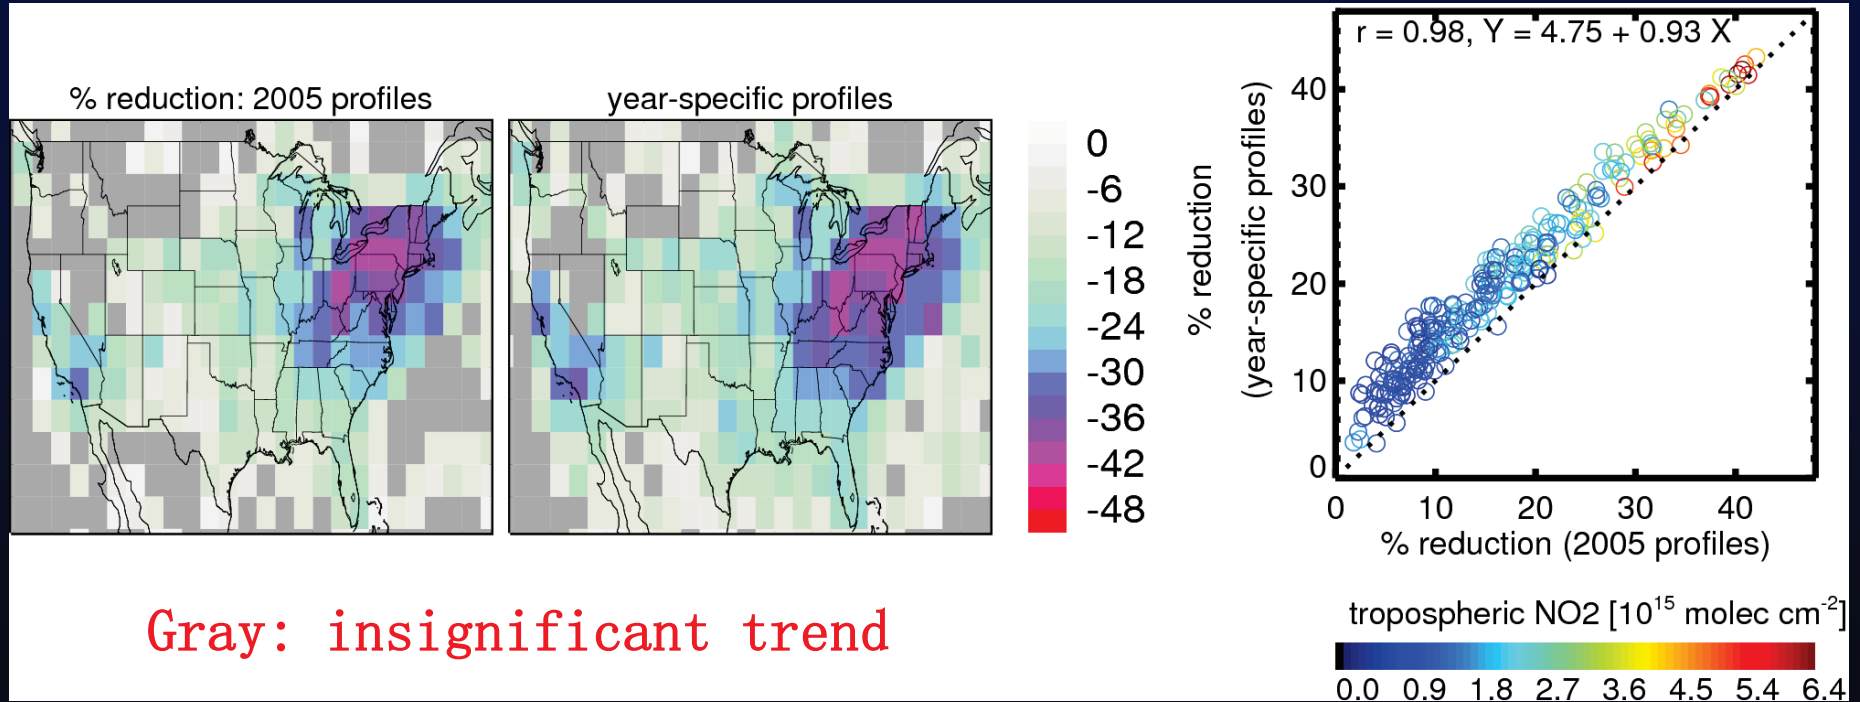 % reduction: 2005 profiles
year-specific profiles
0
-6
-12
-18
-24
-30
-36
-42
-48
Gray: insignificant trend
r = 0.98, Y = 4.75 + 0.93 X
% reduction
(year-specific profiles)
40
30
20
10
0
0 10 20 30 40
% reduction (2005 profiles)
tropospheric NO2 [10¹⁵ molec cm⁻²]
0.0 0.9 1.8 2.7 3.6 4.5 5.4 6.4